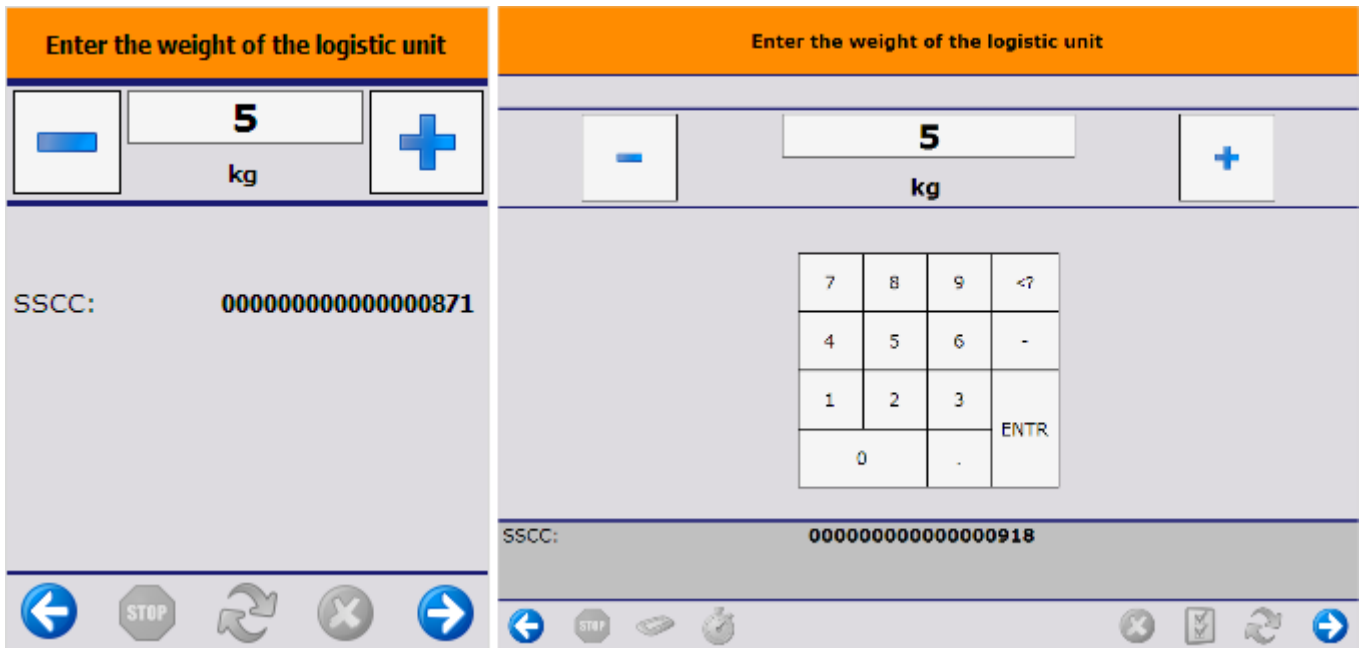 Enter the weight of the logistic unit
5
kg
SSCC: 000000000000000871
STOP
Enter the weight of the logistic unit
5
kg
7 8 9 <?
4 5 6 -
1 2 3
ENTR
0 .
SSCC: 000000000000000918
STOP